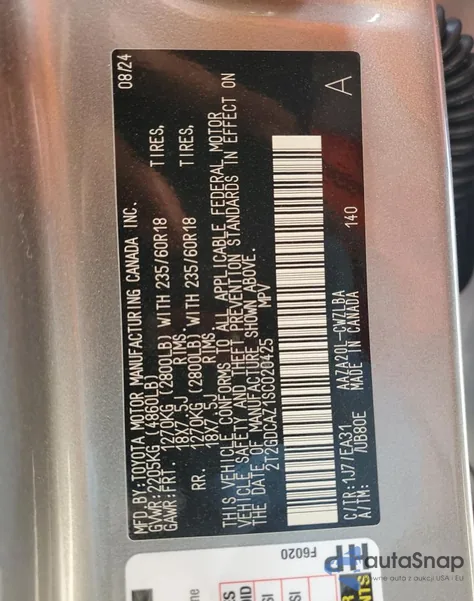 MFD.BY:TOYOTA MOTOR MANUFACTURING CANADA INC. 08/24
GVWR:2205KG (4860LB)
GAWR:FRT. 1270KG (2800LB) WITH 235/60R18 TIRES,
18X7.5J RIMS.
RR. 1270KG (2800LB) WITH 235/60R18 TIRES,
18X7.5J RIMS.
THIS VEHICLE CONFORMS TO ALL APPLICABLE FEDERAL MOTOR
VEHICLE SAFETY AND THEFT PREVENTION STANDARDS IN EFFECT ON
THE DATE OF MANUFACTURE SHOWN ABOVE.
2T2GDCAZ1SC020425 MPV
A
C/TR:1J7/EA31 AAZA20L-CWZLBA 140
A/TM: /UB80E MADE IN CANADA
F6020
autaSnap